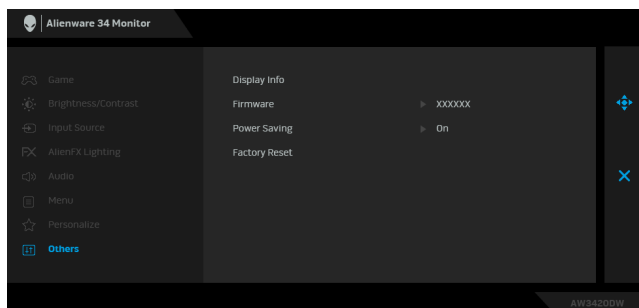 Alienware 34 Monitor
Game
Brightness/Contrast
Input Source
AlienFX Lighting
Audio
Menu
Personalize
Others
Display Info
Firmware XXXXXX
Power Saving On
Factory Reset
AW3420DW